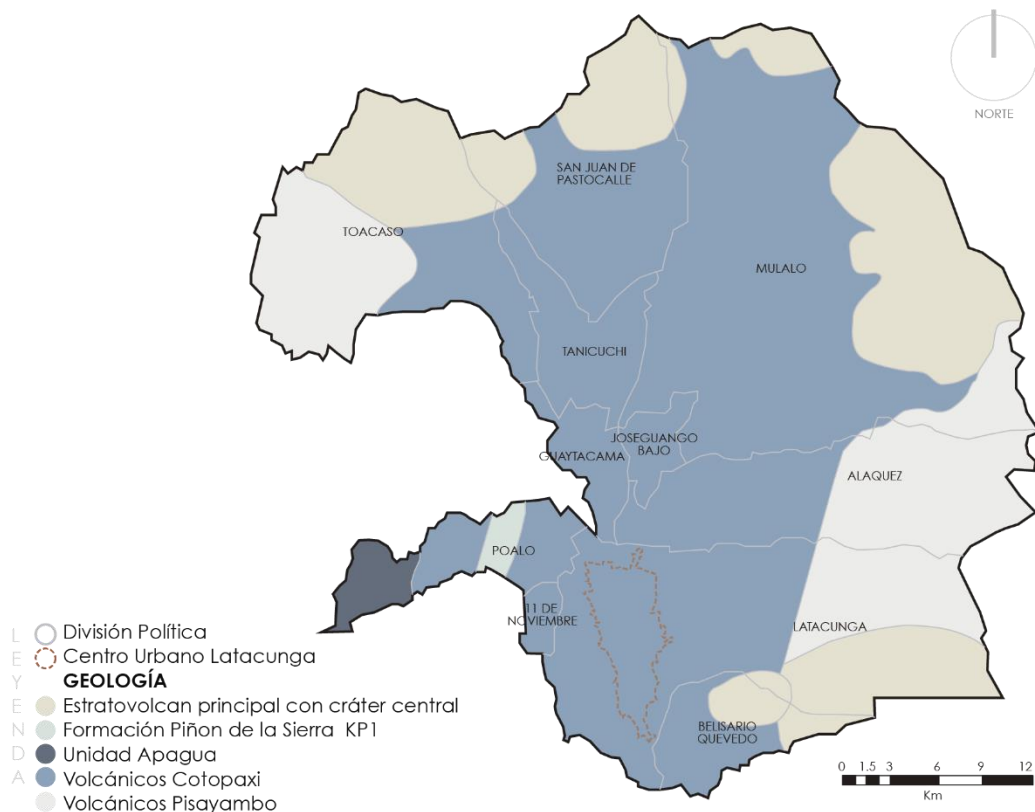 NORTE
SAN JUAN DE
PASTOCALLE
TOACASO
MULALO
TANICUCHI
JOSEGUANGO
BAJO
GUAYTACAMA
ALAQUEZ
POALO
11 DE
NOVIEMBRE
LATACUNGA
BELISARIO
QUEVEDO
LEYENDA
División Política
Centro Urbano Latacunga
GEOLOGÍA
Estratovolcan principal con cráter central
Formación Piñon de la Sierra KP1
Unidad Apagua
Volcánicos Cotopaxi
Volcánicos Pisayambo
0 1.5 3 6 9 12
Km